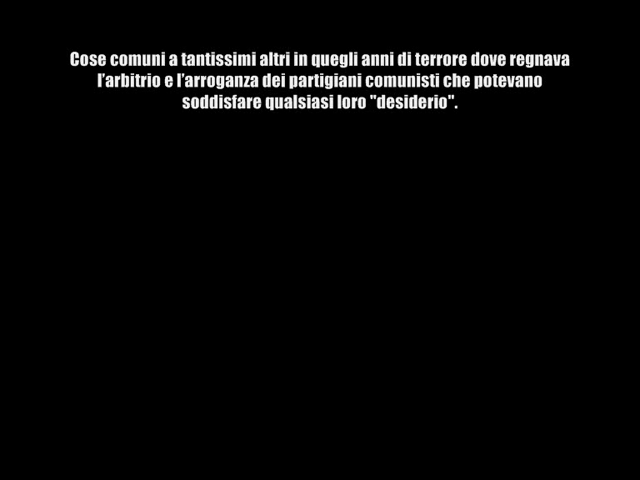 Cose comuni a tantissimi altri in quegli anni di terrore dove regnava
l'arbitrio e l'arroganza dei partigiani comunisti che potevano
soddisfare qualsiasi loro "desiderio".